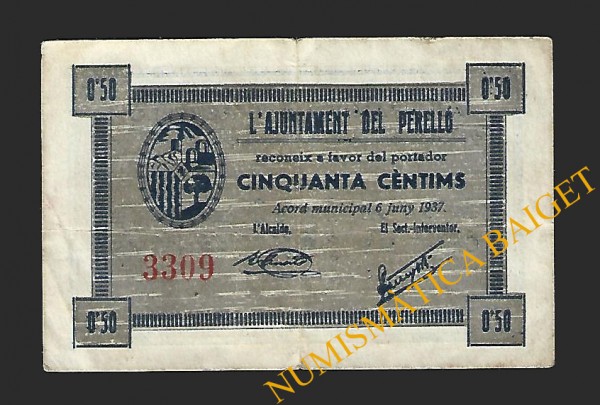 0'50 0'50
L'AJUNTAMENT DEL PERELLÓ
reconeix a favor del portador
CINQUANTA CÈNTIMS
Acord municipal 6 juny 1937.
L'Alcalde, El Sect.-Interventor,
3309
0'50 0'50
NUMISMATICA BAIGET